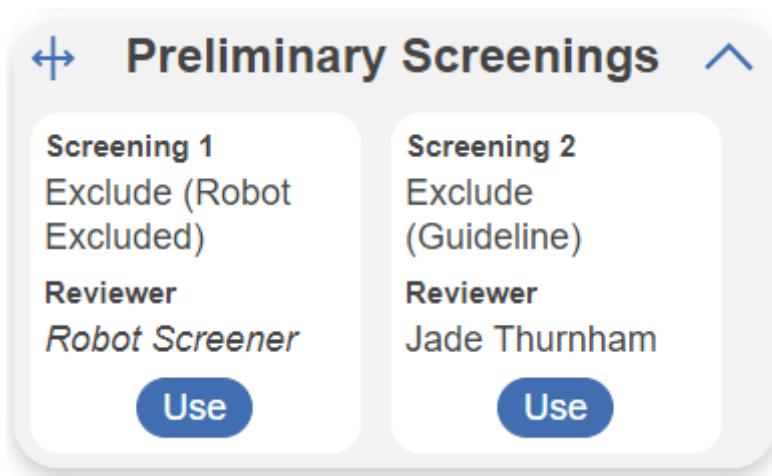 Preliminary Screenings
Screening 1
Exclude (Robot
Excluded)
Reviewer
Robot Screener
Use
Screening 2
Exclude
(Guideline)
Reviewer
Jade Thurnham
Use